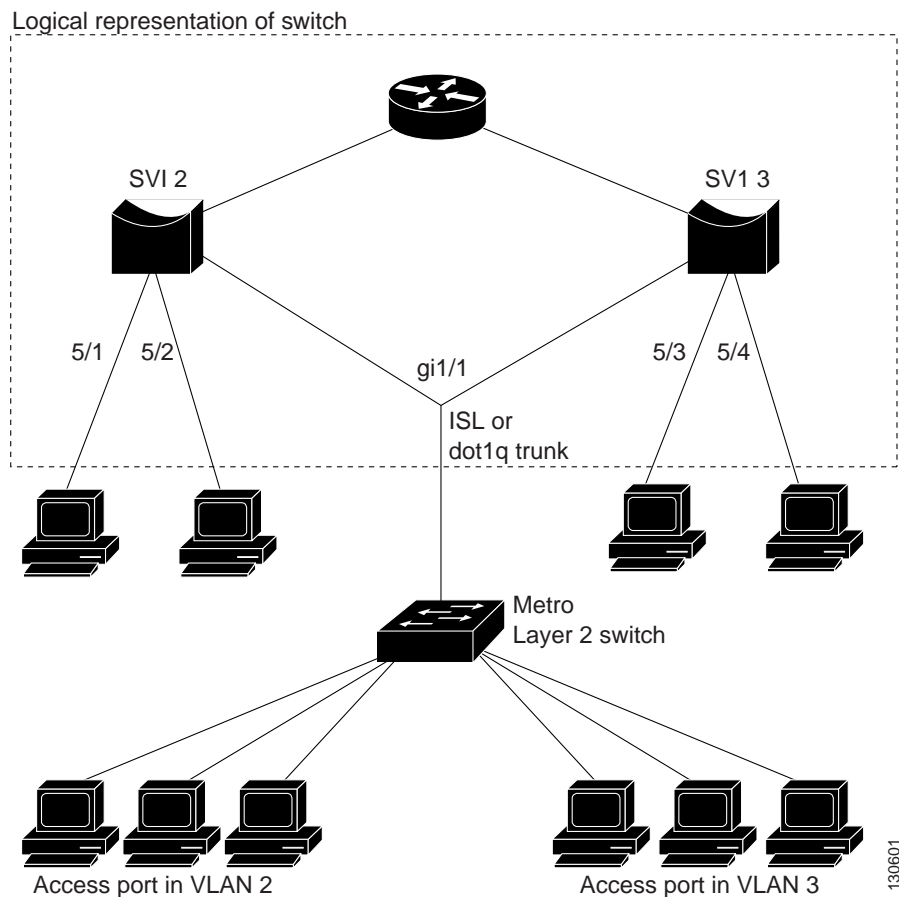 Logical representation of switch
SVI 2
SV1 3
5/1
5/2
gi1/1
5/3
5/4
ISL or
dot1q trunk
Metro
Layer 2 switch
Access port in VLAN 2
Access port in VLAN 3
130601